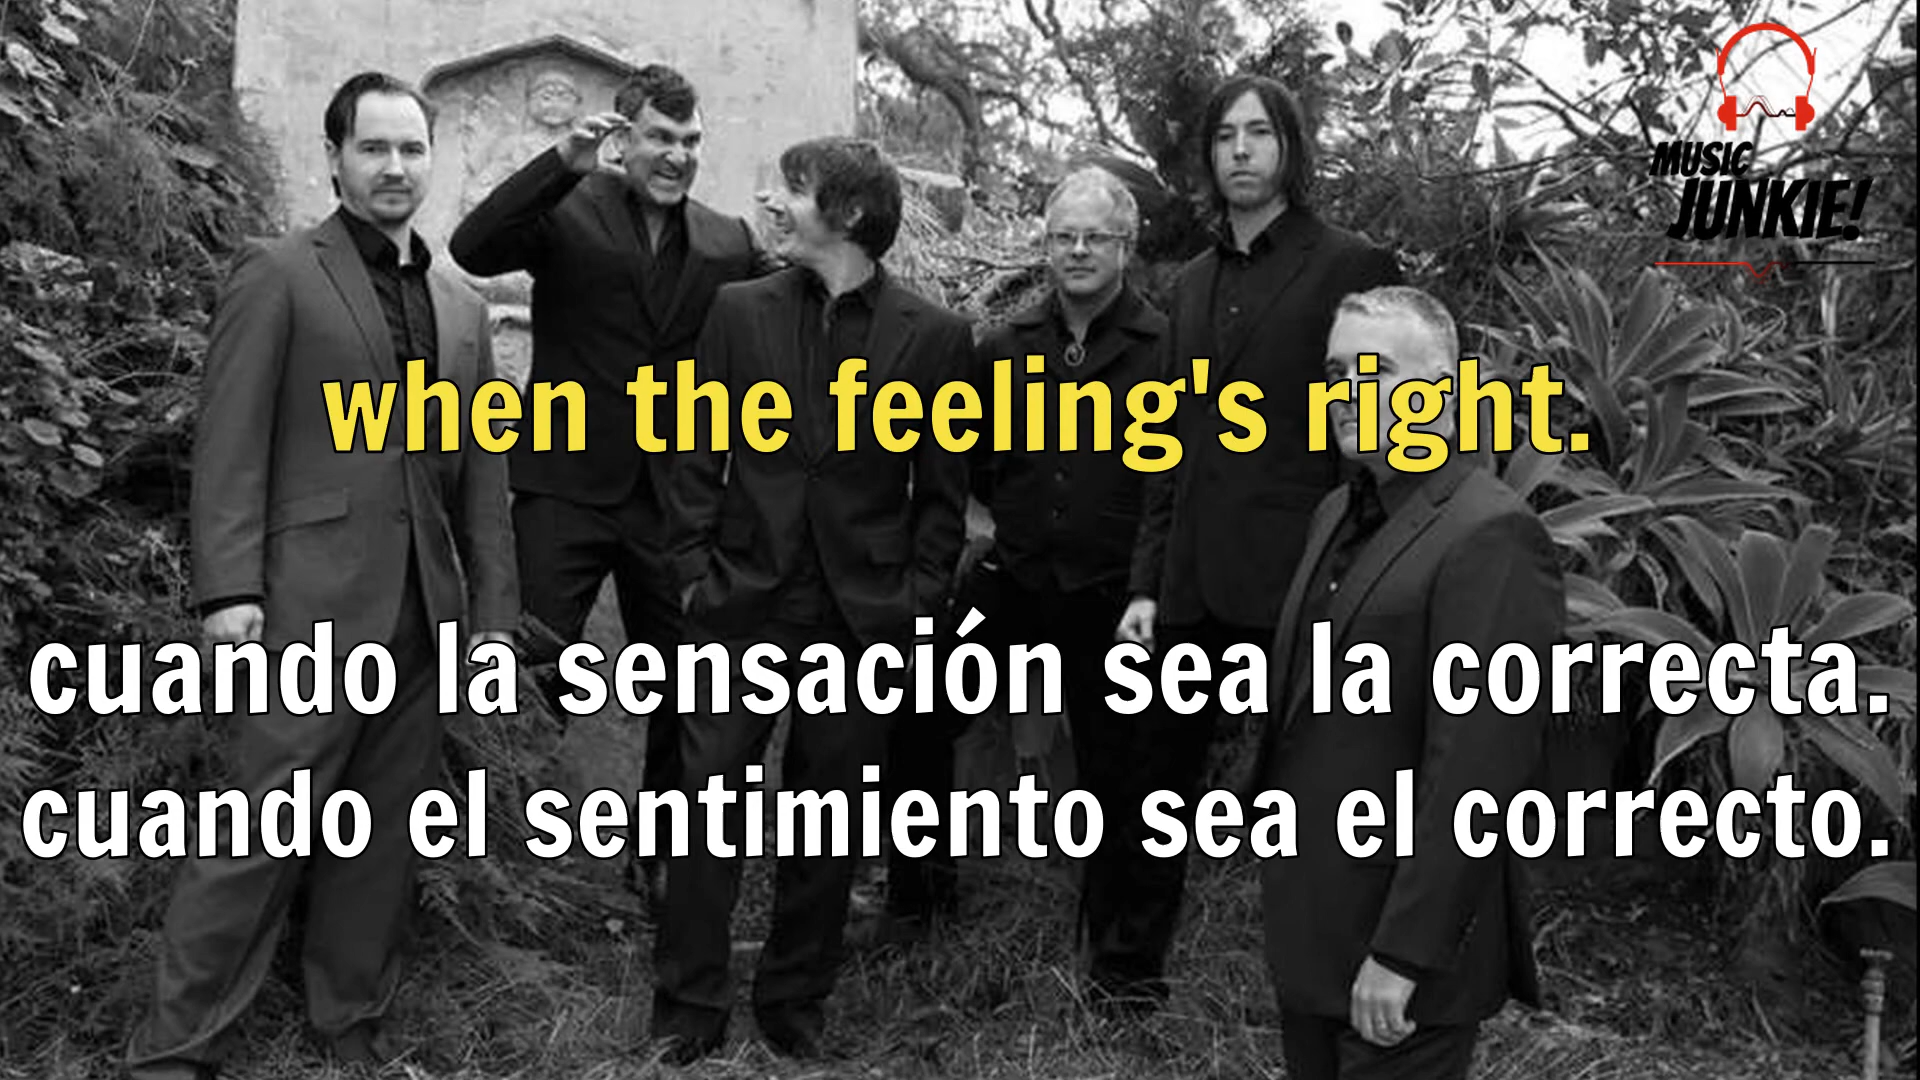 MUSIC
JUNKIE!
when the feeling's right.
cuando la sensación sea la correcta.
cuando el sentimiento sea el correcto.